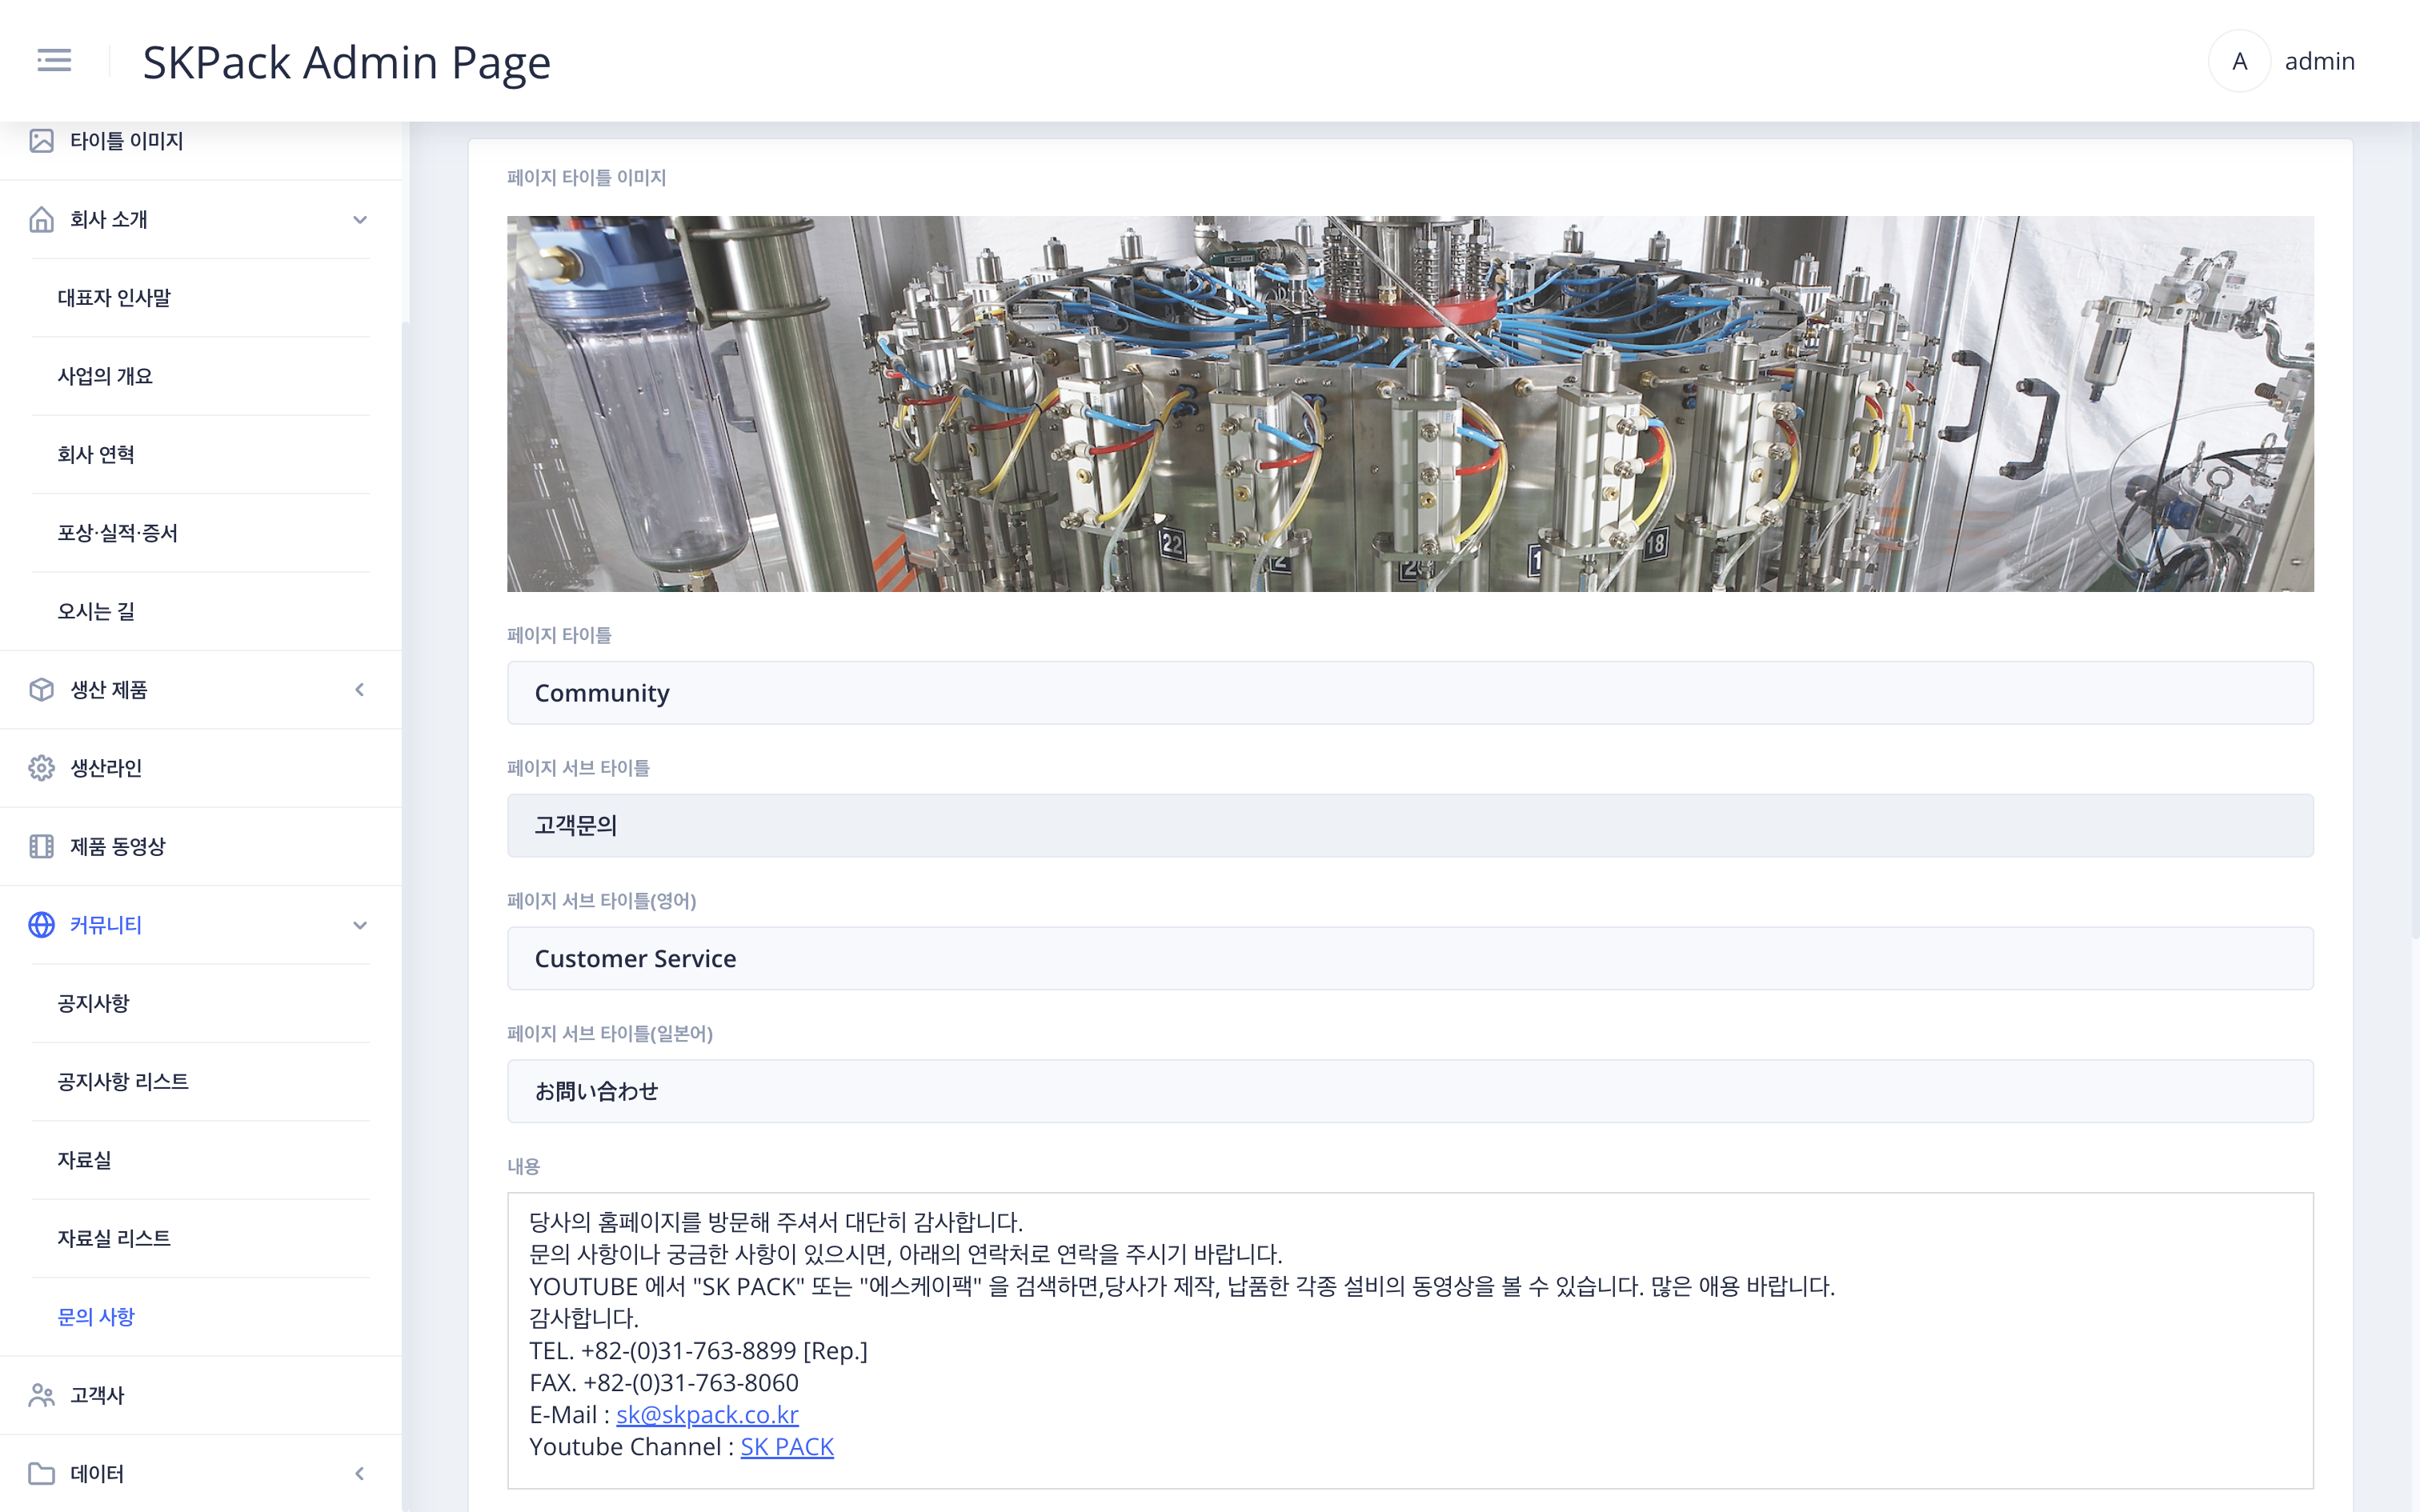 SKPack Admin Page
A admin
타이틀 이미지
회사 소개
대표자 인사말
사업의 개요
회사 연혁
포상·실적·증서
오시는 길
생산 제품
생산라인
제품 동영상
커뮤니티
공지사항
공지사항 리스트
자료실
자료실 리스트
문의 사항
고객사
데이터
페이지 타이틀 이미지
22
18
페이지 타이틀
Community
페이지 서브 타이틀
고객문의
페이지 서브 타이틀(영어)
Customer Service
페이지 서브 타이틀(일본어)
お問い合わせ
내용
당사의 홈페이지를 방문해 주셔서 대단히 감사합니다.
문의 사항이나 궁금한 사항이 있으시면, 아래의 연락처로 연락을 주시기 바랍니다.
YOUTUBE 에서 "SK PACK" 또는 "에스케이팩" 을 검색하면,당사가 제작, 납품한 각종 설비의 동영상을 볼 수 있습니다. 많은 애용 바랍니다.
감사합니다.
TEL. +82-(0)31-763-8899 [Rep.]
FAX. +82-(0)31-763-8060
E-Mail : sk@skpack.co.kr
Youtube Channel : SK PACK